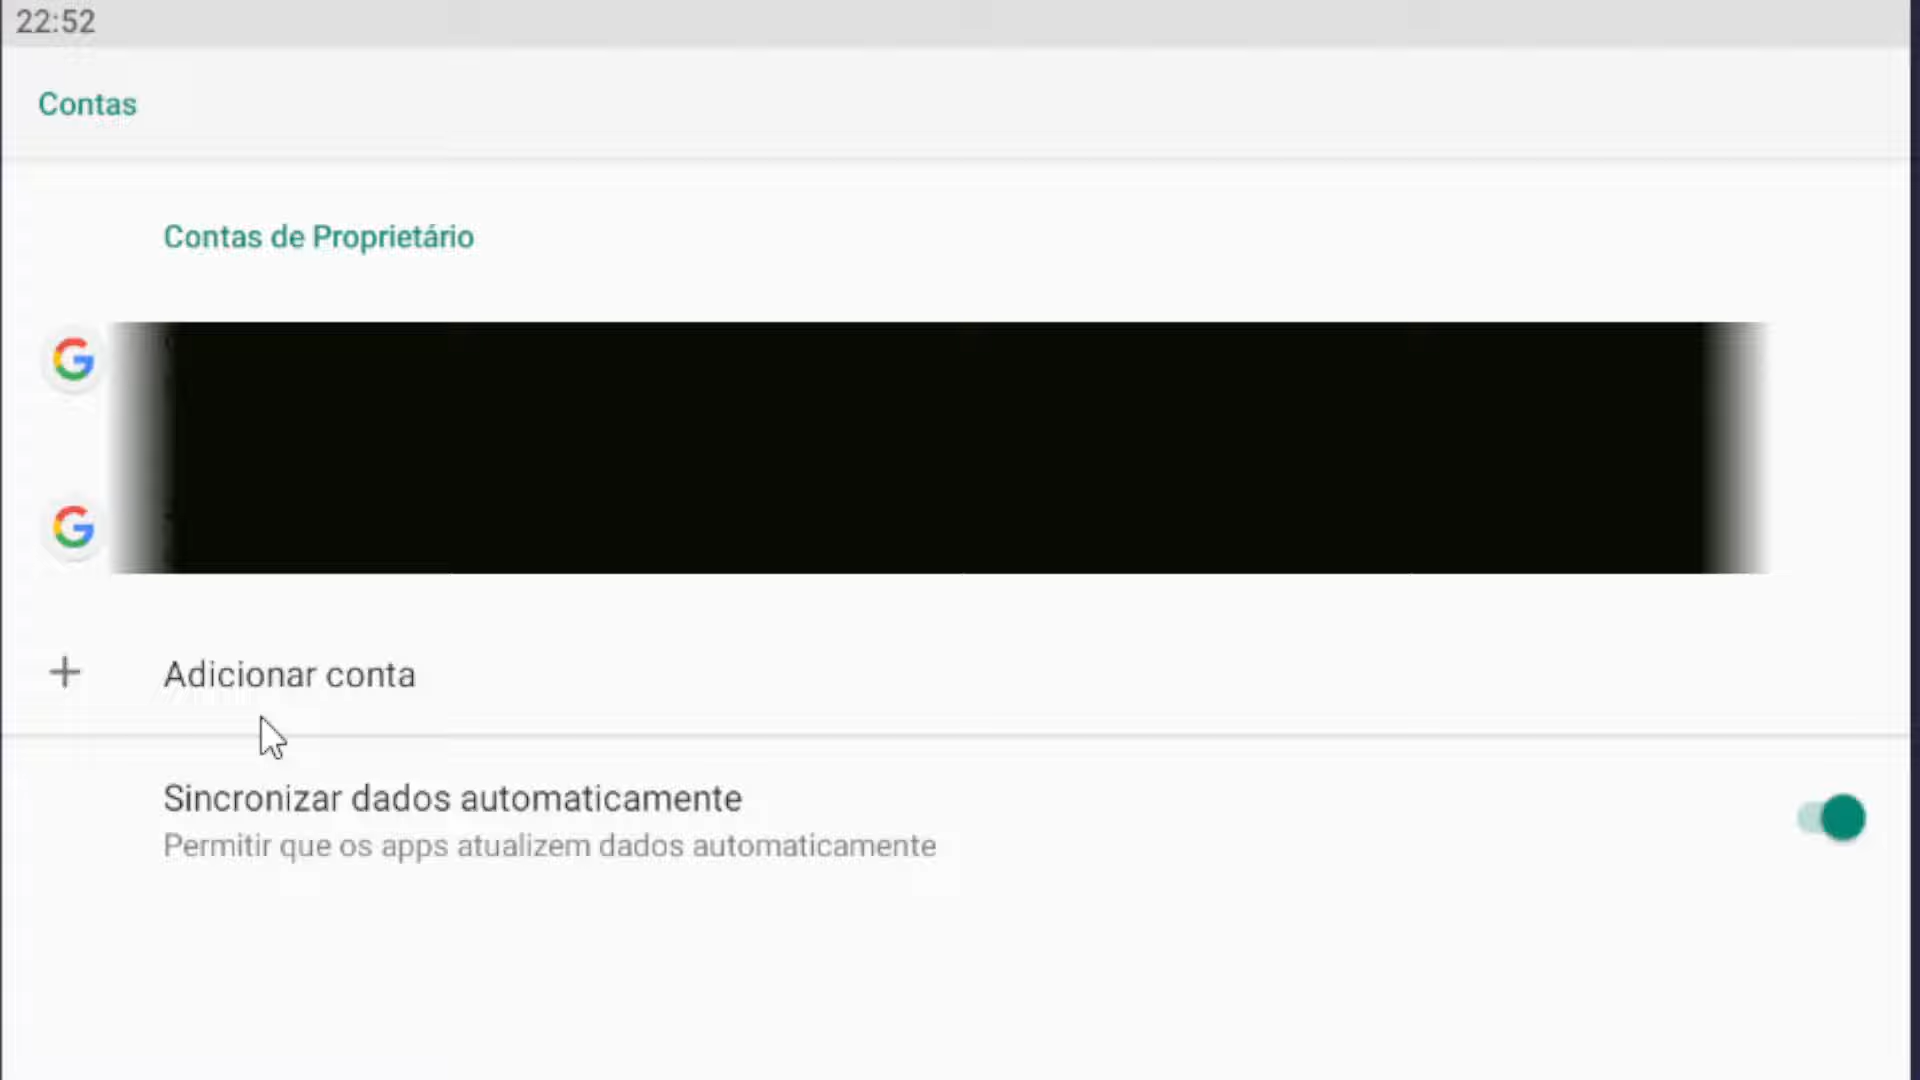 22:52
Contas
Contas de Proprietário
Adicionar conta
Sincronizar dados automaticamente
Permitir que os apps atualizem dados automaticamente